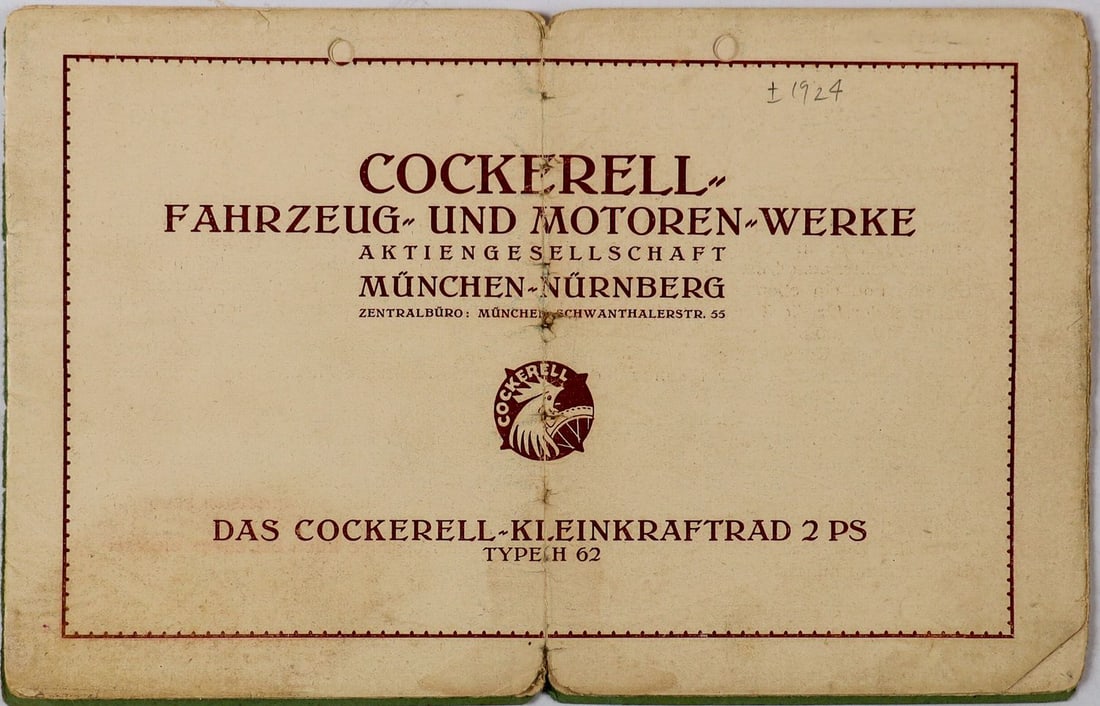 ± 1924
COCKERELL-
FAHRZEUG- UND MOTOREN-WERKE
AKTIENGESELLSCHAFT
MÜNCHEN-NÜRNBERG
ZENTRALBÜRO: MÜNCHEN, SCHWANTHALERSTR. 55
COCKERELL
DAS COCKERELL-KLEINKRAFTRAD 2 PS
TYPE H 62